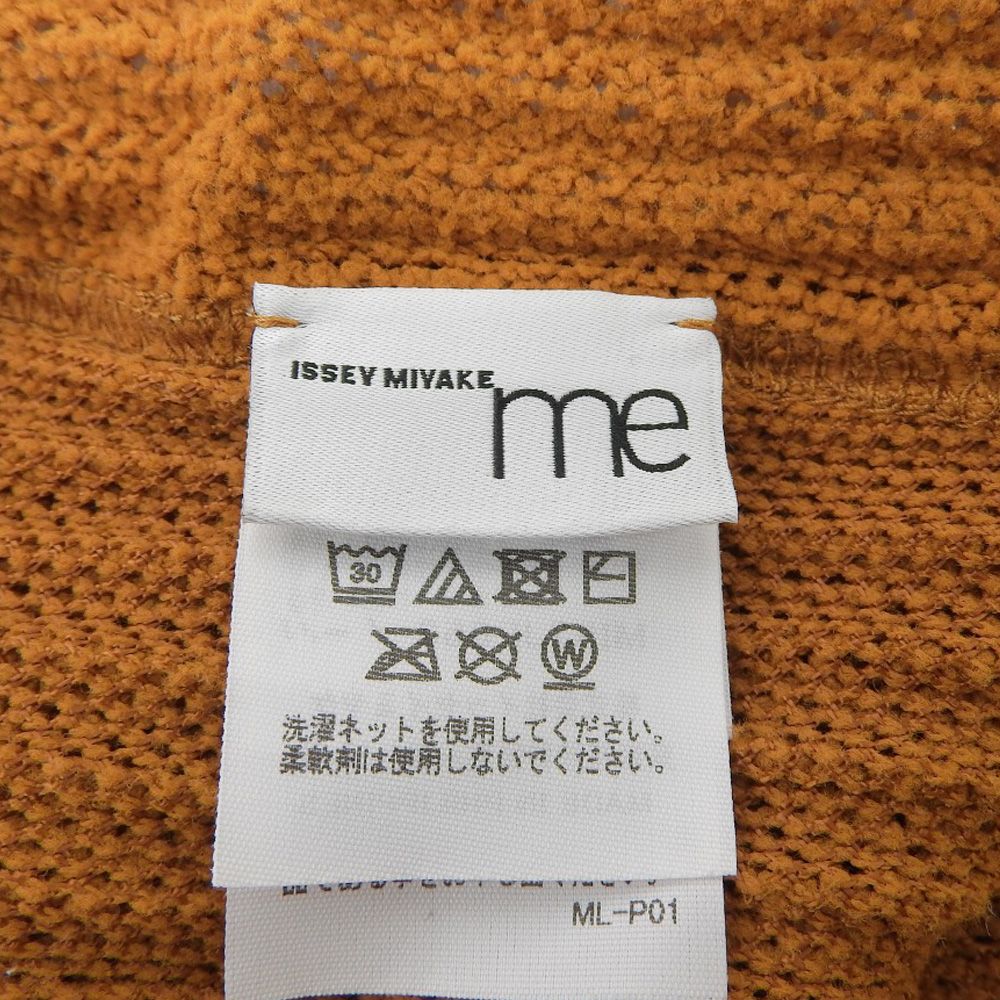 ISSEY MIYAKE
me
30
W
洗濯ネットを使用してください。
柔軟剤は使用しないでください。
ML-P01